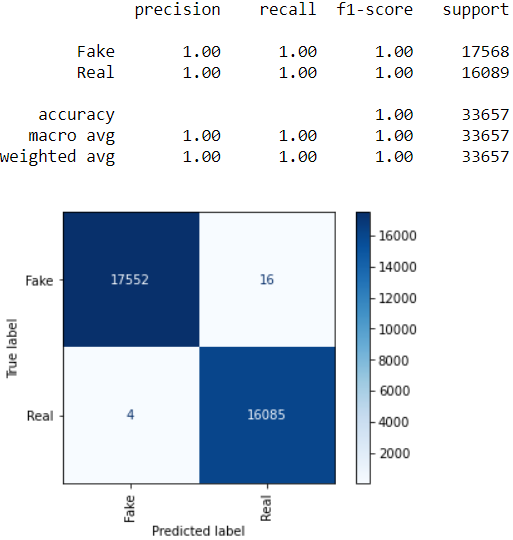 precision recall f1-score support
Fake 1.00 1.00 1.00 17568
Real 1.00 1.00 1.00 16089
accuracy 1.00 33657
macro avg 1.00 1.00 1.00 33657
weighted avg 1.00 1.00 1.00 33657
True label
Fake 17552 16
Real 4 16085
Fake Real
Predicted label
16000
14000
12000
10000
8000
6000
4000
2000